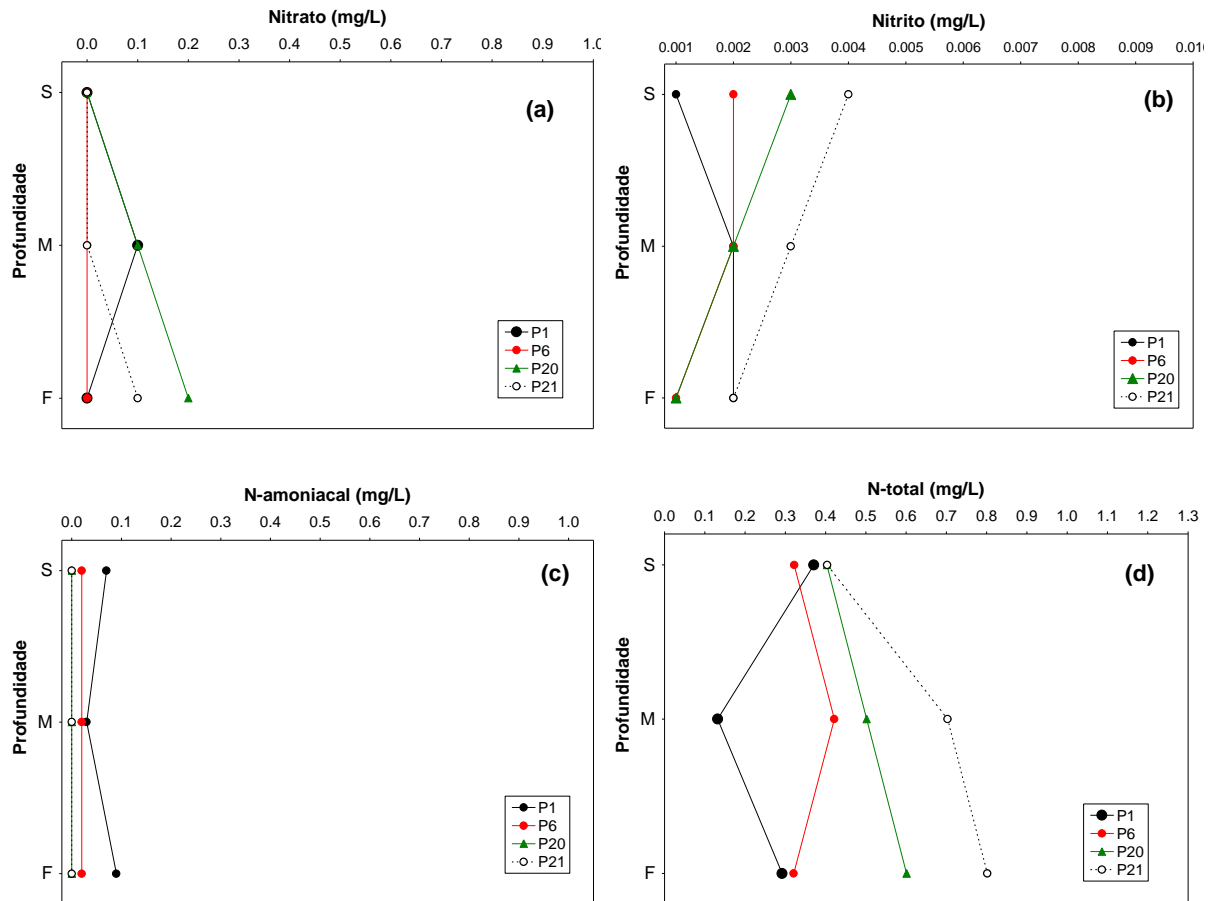 Nitrato (mg/L)
0.0 0.1 0.2 0.3 0.4 0.5 0.6 0.7 0.8 0.9 1.0
S
M
F
Profundidade
(a)
P1
P6
P20
P21
Nitrito (mg/L)
0.001 0.002 0.003 0.004 0.005 0.006 0.007 0.008 0.009 0.010
S
M
F
Profundidade
(b)
P1
P6
P20
P21
N-amoniacal (mg/L)
0.0 0.1 0.2 0.3 0.4 0.5 0.6 0.7 0.8 0.9 1.0
S
M
F
Profundidade
(c)
P1
P6
P20
P21
N-total (mg/L)
0.0 0.1 0.2 0.3 0.4 0.5 0.6 0.7 0.8 0.9 1.0 1.1 1.2 1.3
S
M
F
Profundidade
(d)
P1
P6
P20
P21